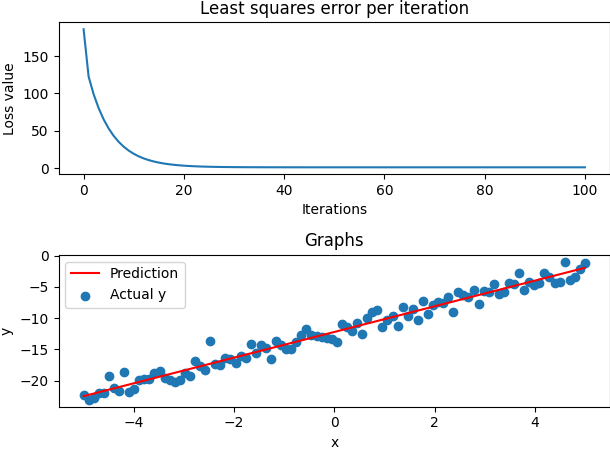 Least squares error per iteration
150
100
50
0
Loss value
0 20 40 60 80 100
Iterations
Graphs
0
−5
−10
−15
−20
y
Prediction
Actual y
−4 −2 0 2 4
x